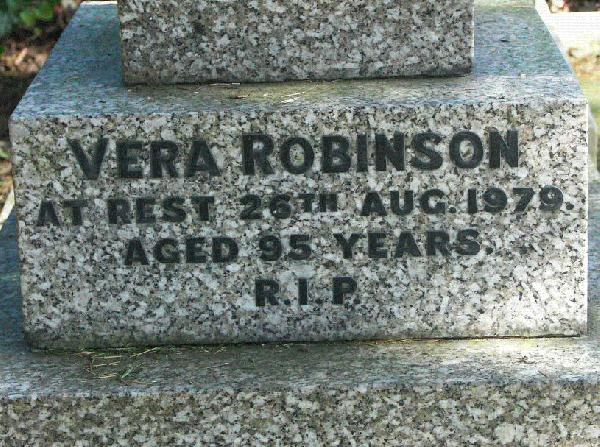 VERA ROBINSON
AT REST 26TH AUG. 1979.
AGED 95 YEARS.
R.I.P.